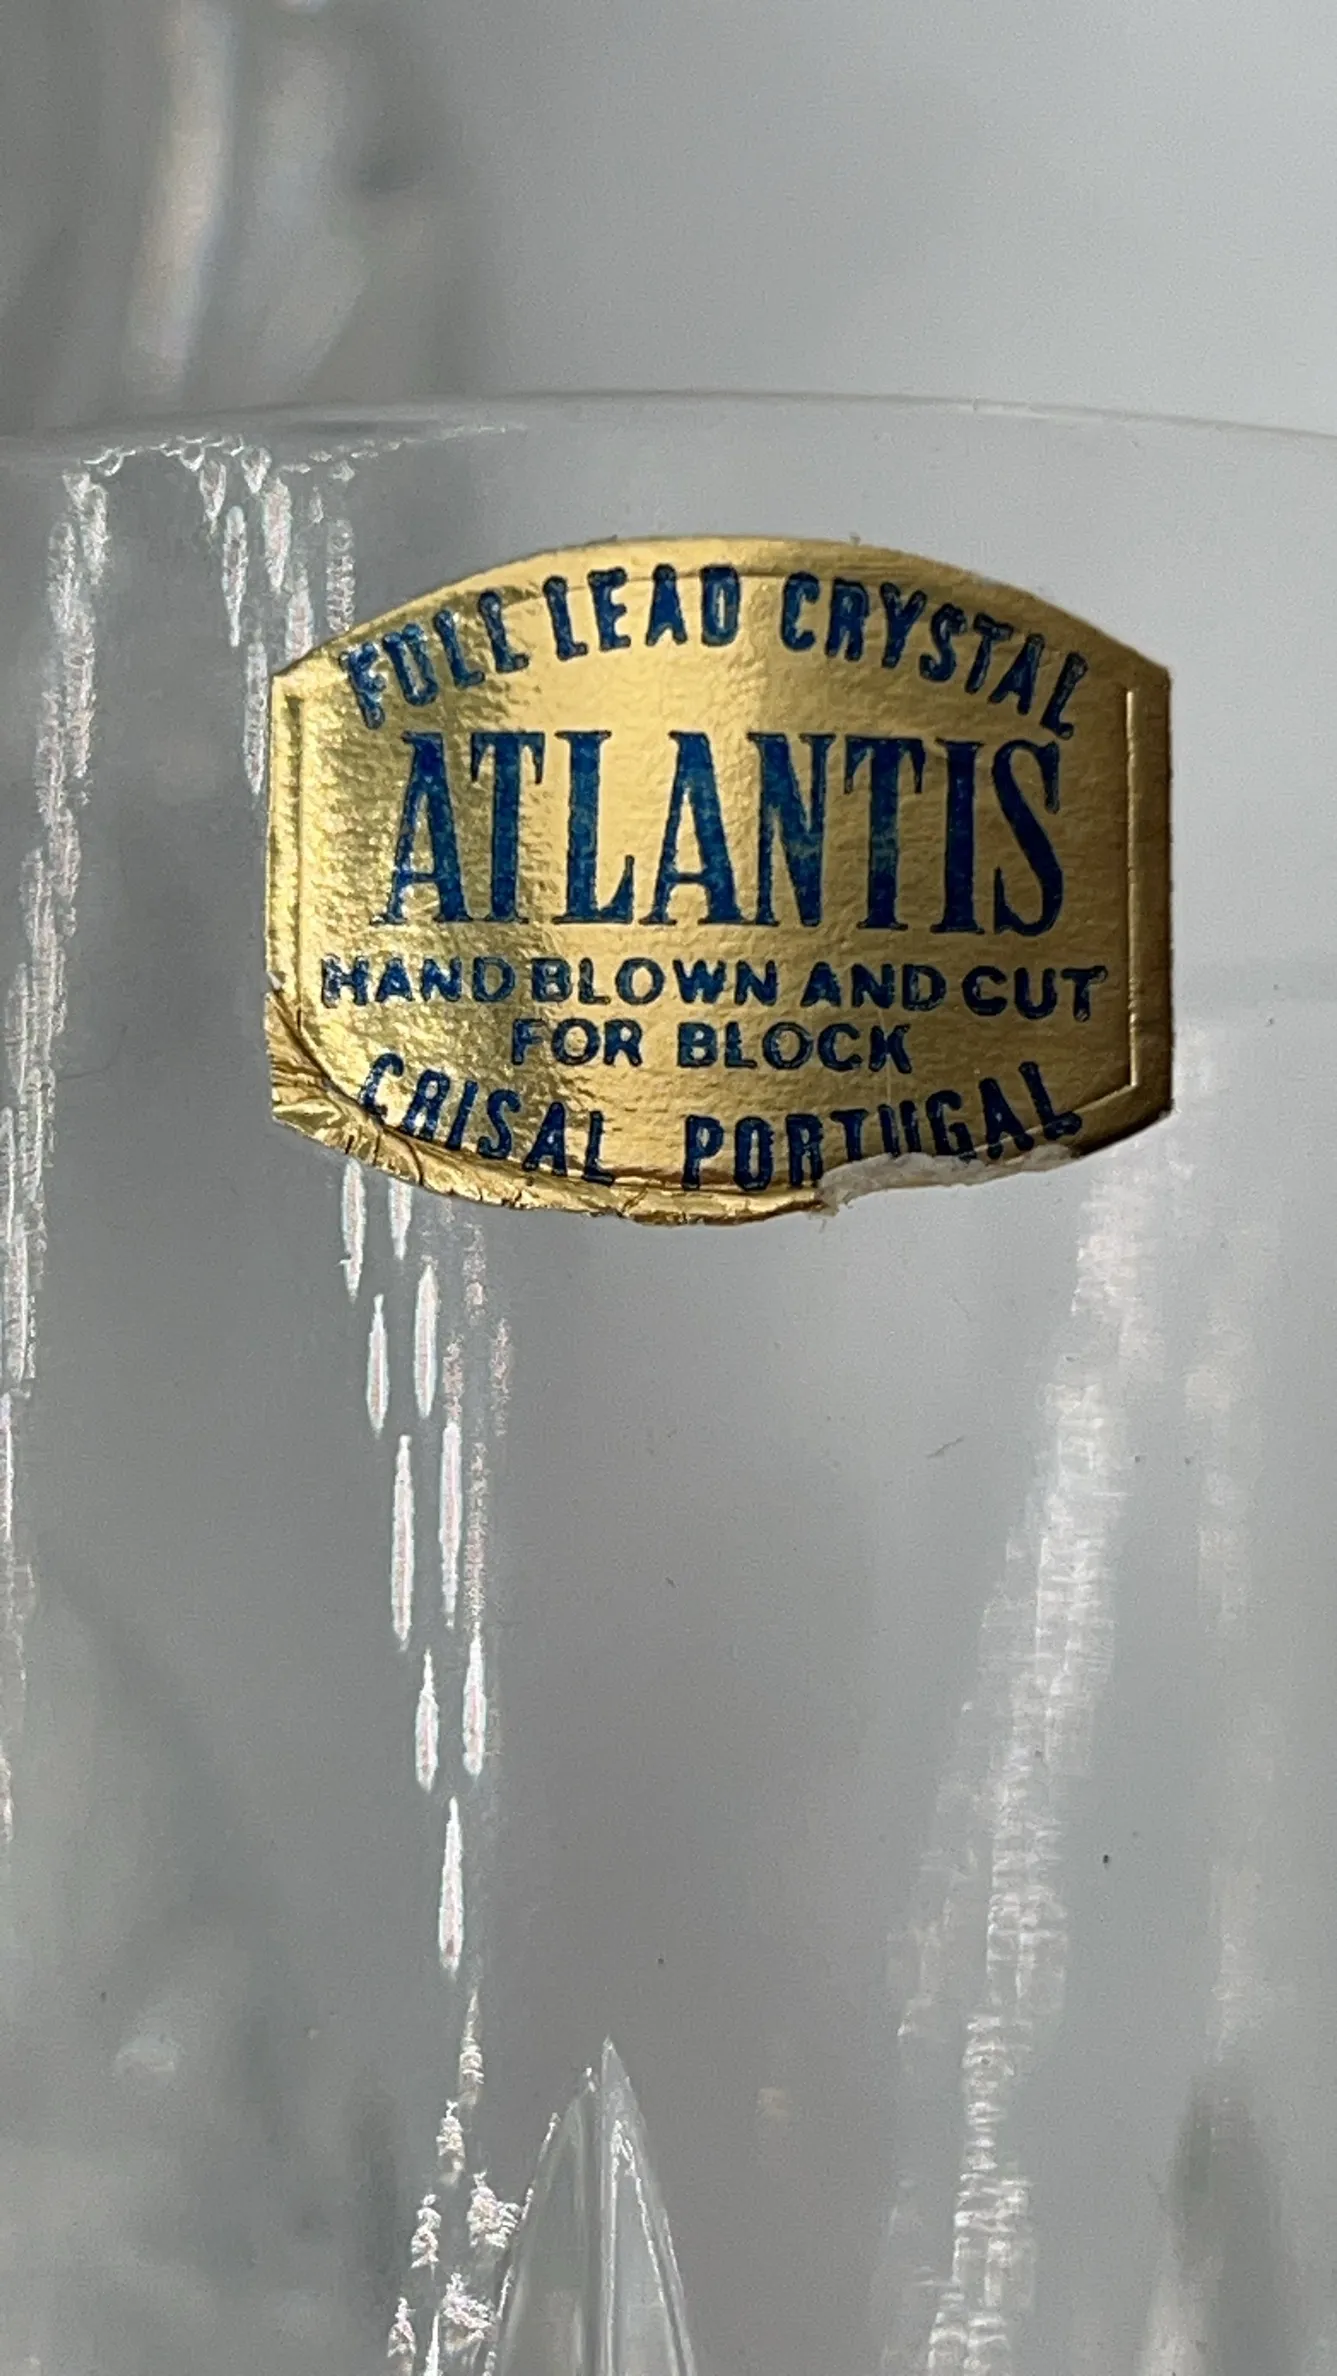 FULL LEAD CRYSTAL
ATLANTIS
HAND BLOWN AND CUT
FOR BLOCK
CRISAL PORTUGAL